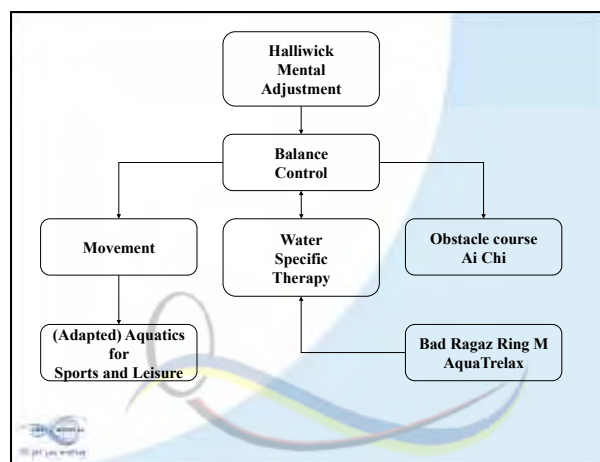 Halliwick
Mental
Adjustment
Balance
Control
Movement
Water
Specific
Therapy
Obstacle course
Ai Chi
(Adapted) Aquatics
for
Sports and Leisure
Bad Ragaz Ring M
AquaTrelax